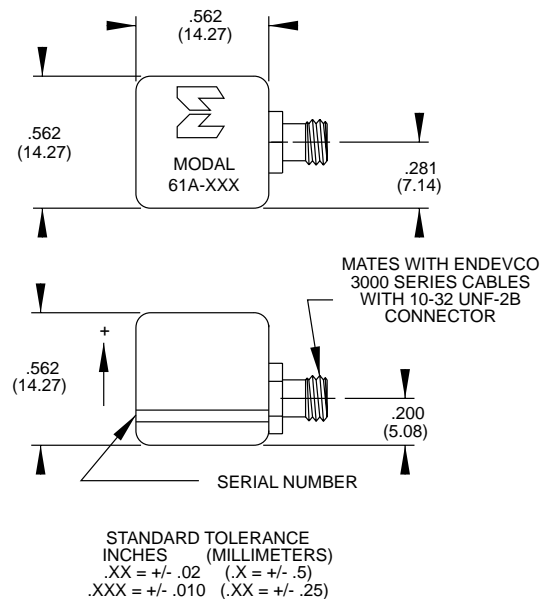 .562
(14.27)
.562
(14.27)
MODAL
61A-XXX
.281
(7.14)
MATES WITH ENDEVCO
3000 SERIES CABLES
WITH 10-32 UNF-2B
CONNECTOR
+
.562
(14.27)
.200
(5.08)
SERIAL NUMBER
STANDARD TOLERANCE
INCHES (MILLIMETERS)
.XX = +/- .02 (.X = +/- .5)
.XXX = +/- .010 (.XX = +/- .25)